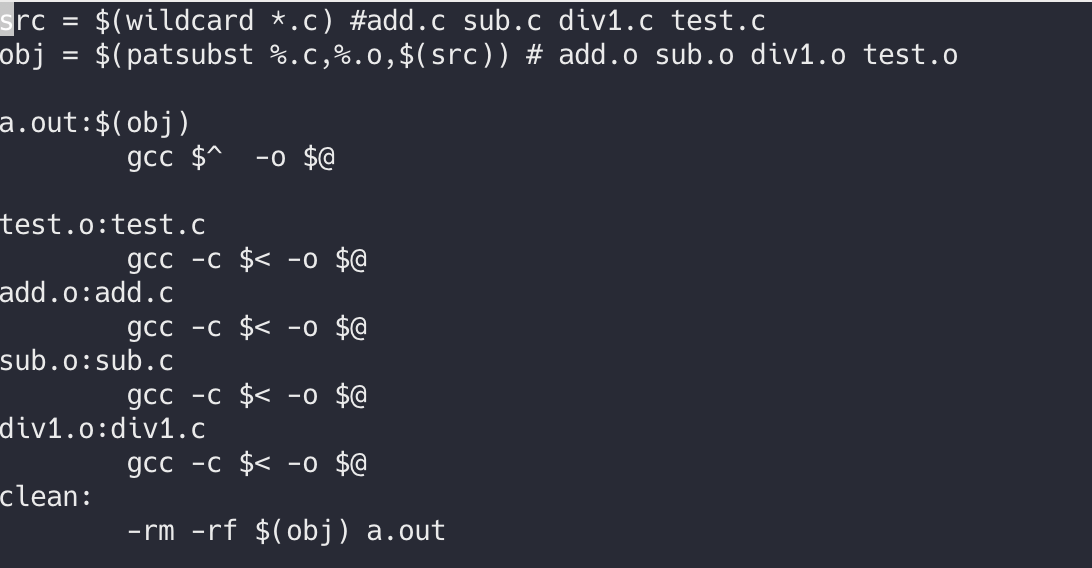 src = $(wildcard *.c) #add.c sub.c div1.c test.c
obj = $(patsubst %.c,%.o,$(src)) # add.o sub.o div1.o test.o
a.out:$(obj)
        gcc $^  -o $@
test.o:test.c
        gcc -c $< -o $@
add.o:add.c
        gcc -c $< -o $@
sub.o:sub.c
        gcc -c $< -o $@
div1.o:div1.c
        gcc -c $< -o $@
clean:
        -rm -rf $(obj) a.out